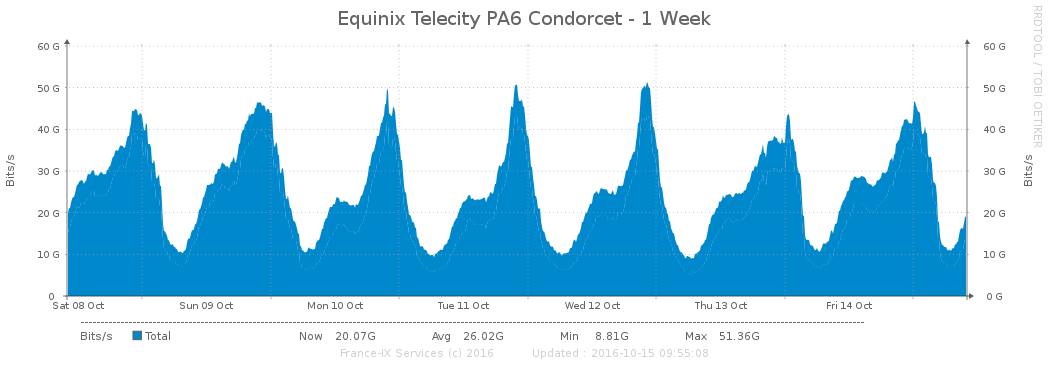 Equinix Telecity PA6 Condorcet - 1 Week
RRDTOOL / TOBI OETIKER
Bits/s
60 G
50 G
40 G
30 G
20 G
10 G
0
60 G
50 G
40 G
30 G
20 G
10 G
0 G
Bits/s
Sat 08 Oct Sun 09 Oct Mon 10 Oct Tue 11 Oct Wed 12 Oct Thu 13 Oct Fri 14 Oct
Bits/s Total Now 20.07G Avg 26.02G Min 8.81G Max 51.36G
France-IX Services (c) 2016 Updated : 2016-10-15 09:55:08